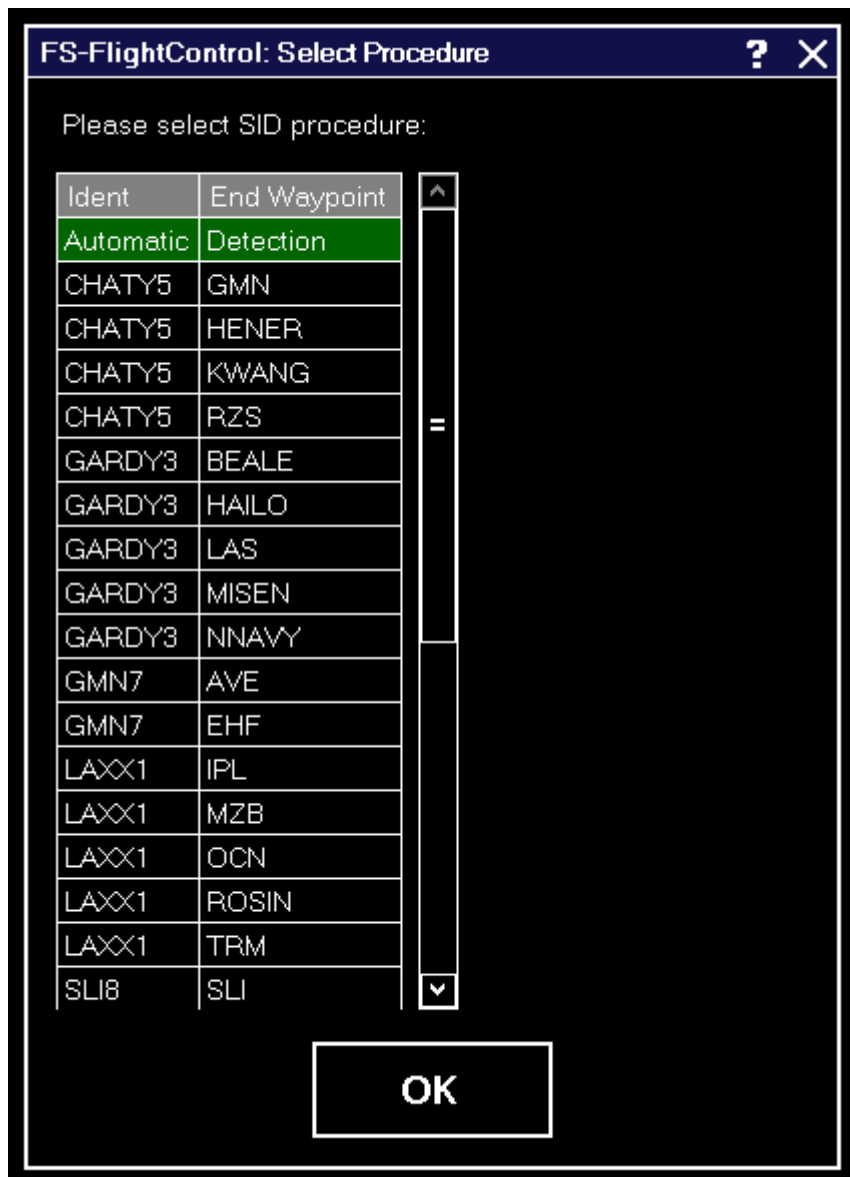 FS-FlightControl: Select Procedure ? X
Please select SID procedure:
Ident End Waypoint
Automatic Detection
CHATY5 GMN
CHATY5 HENER
CHATY5 KWANG
CHATY5 RZS
GARDY3 BEALE
GARDY3 HAILO
GARDY3 LAS
GARDY3 MISEN
GARDY3 NNAVY
GMN7 AVE
GMN7 EHF
LAXX1 IPL
LAXX1 MZB
LAXX1 OCN
LAXX1 ROSIN
LAXX1 TRM
SLI8 SLI
OK